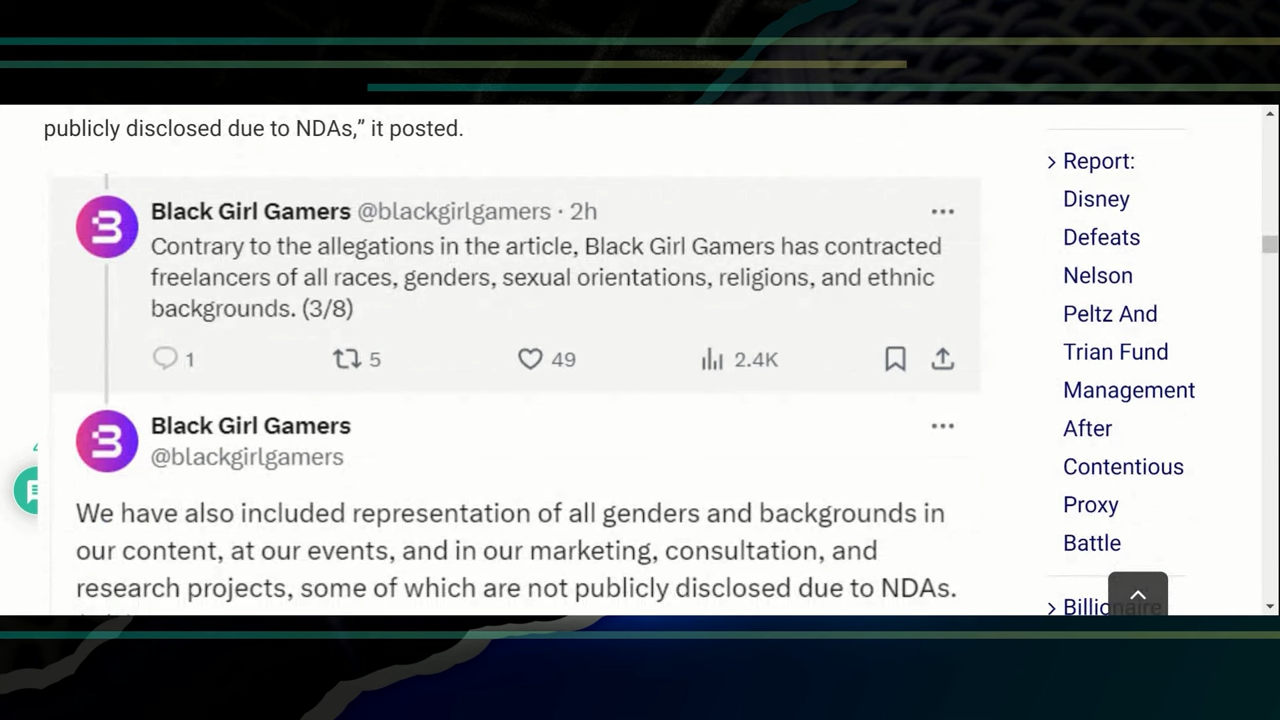 publicly disclosed due to NDAs,” it posted.
Black Girl Gamers @blackgirlgamers · 2h
Contrary to the allegations in the article, Black Girl Gamers has contracted
freelancers of all races, genders, sexual orientations, religions, and ethnic
backgrounds. (3/8)
1 5 49 2.4K
Black Girl Gamers
@blackgirlgamers
We have also included representation of all genders and backgrounds in
our content, at our events, and in our marketing, consultation, and
research projects, some of which are not publicly disclosed due to NDAs.
Report:
Disney
Defeats
Nelson
Peltz And
Trian Fund
Management
After
Contentious
Proxy
Battle
Billionaire